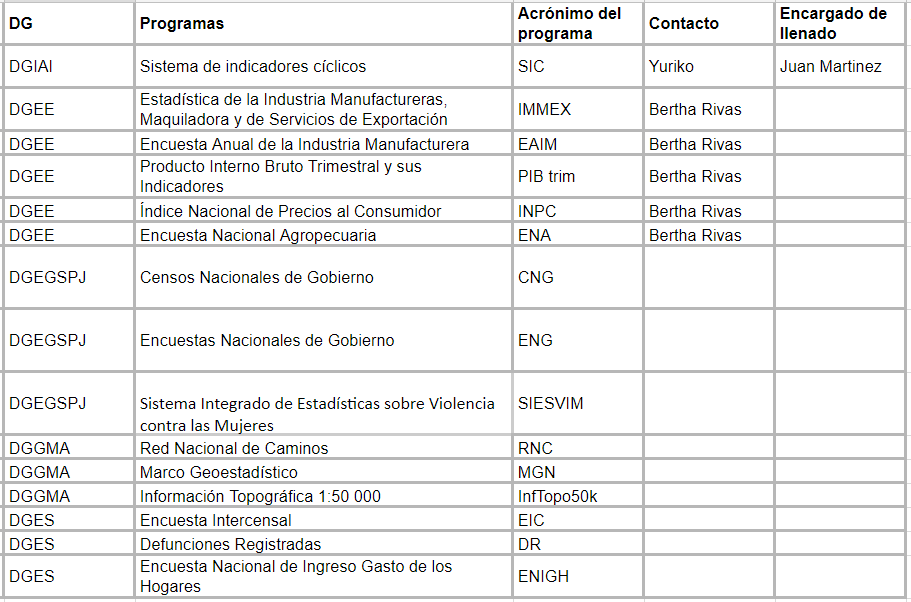 DG Programas Acrónimo del programa Contacto Encargado de llenado
DGIAI Sistema de indicadores cíclicos SIC Yuriko Juan Martinez
DGEE Estadística de la Industria Manufactureras, Maquiladora y de Servicios de Exportación IMMEX Bertha Rivas
DGEE Encuesta Anual de la Industria Manufacturera EAIM Bertha Rivas
DGEE Producto Interno Bruto Trimestral y sus Indicadores PIB trim Bertha Rivas
DGEE Índice Nacional de Precios al Consumidor INPC Bertha Rivas
DGEE Encuesta Nacional Agropecuaria ENA Bertha Rivas
DGEGSPJ Censos Nacionales de Gobierno CNG
DGEGSPJ Encuestas Nacionales de Gobierno ENG
DGEGSPJ Sistema Integrado de Estadísticas sobre Violencia contra las Mujeres SIESVIM
DGGMA Red Nacional de Caminos RNC
DGGMA Marco Geoestadístico MGN
DGGMA Información Topográfica 1:50 000 InfTopo50k
DGES Encuesta Intercensal EIC
DGES Defunciones Registradas DR
DGES Encuesta Nacional de Ingreso Gasto de los Hogares ENIGH